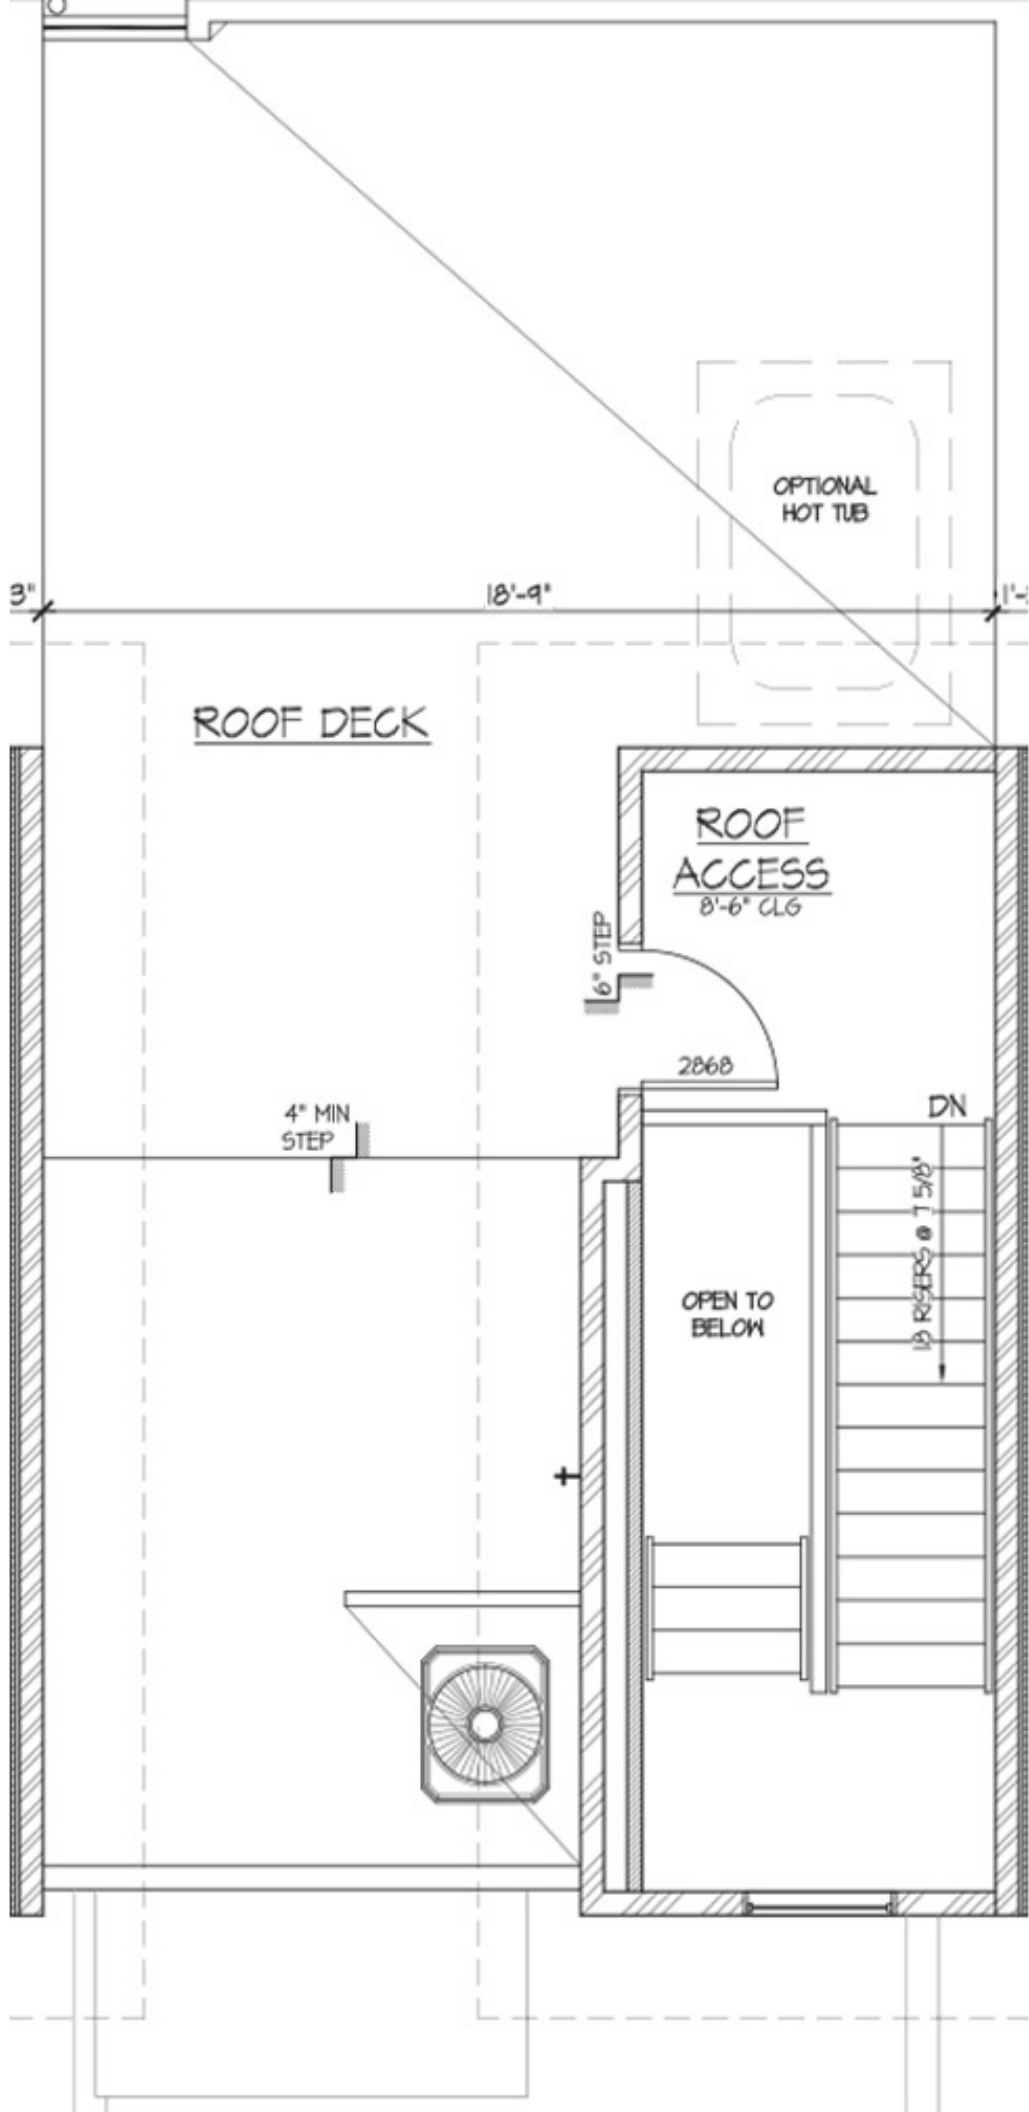 OPTIONAL
HOT TUB
3"
18'-9"
ROOF DECK
ROOF
ACCESS
8'-6" CLG
6" STEP
2868
4" MIN
STEP
DN
18 RISERS @ 7 5/8"
OPEN TO
BELOW